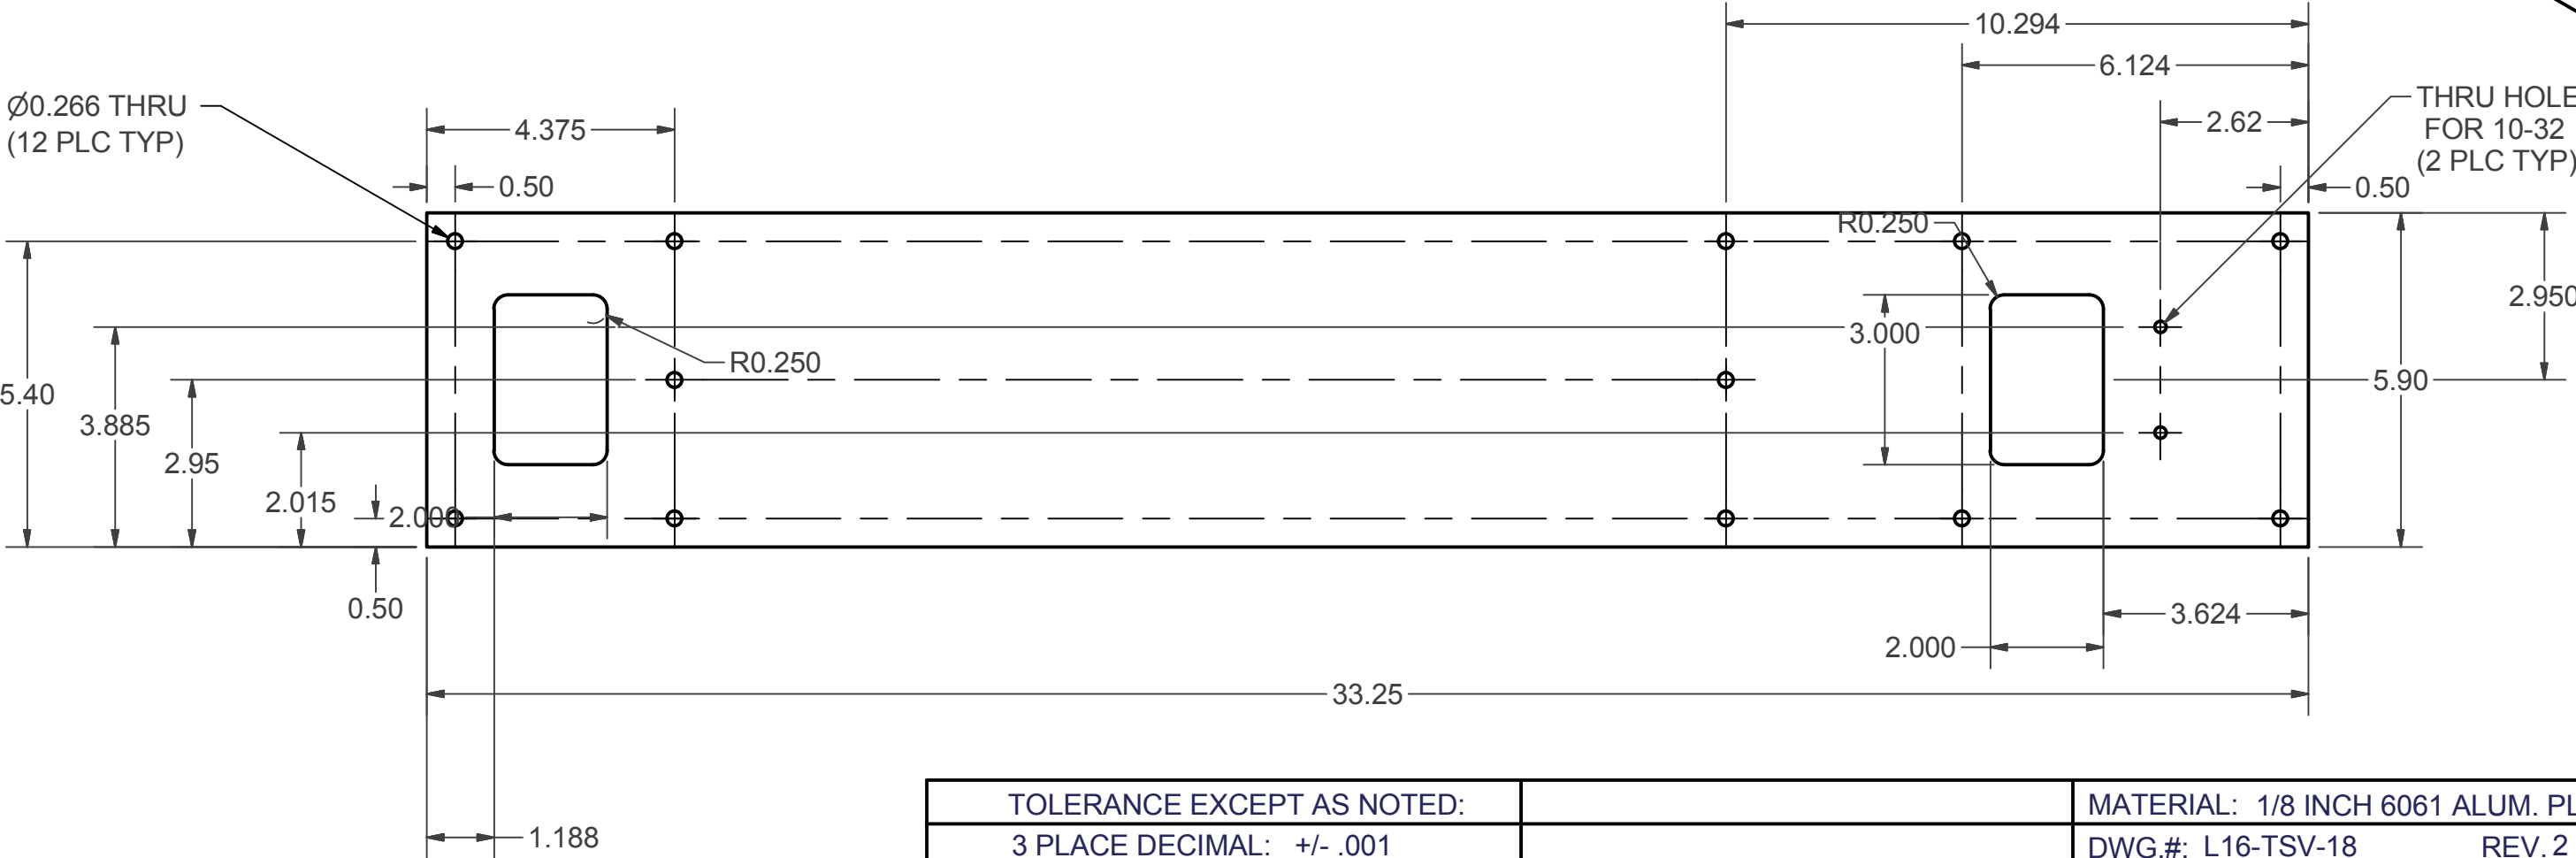 10.294
6.124
Ø0.266 THRU
(12 PLC TYP)
4.375
2.62
THRU HOLE
FOR 10-32
(2 PLC TYP)
0.50
0.50
R0.250
2.950
3.000
R0.250
5.40
3.885
2.95
2.015
2.000
5.90
0.50
3.624
2.000
33.25
1.188
TOLERANCE EXCEPT AS NOTED:
3 PLACE DECIMAL: +/- .001
MATERIAL: 1/8 INCH 6061 ALUM. PL
DWG.#: L16-TSV-18 REV. 2